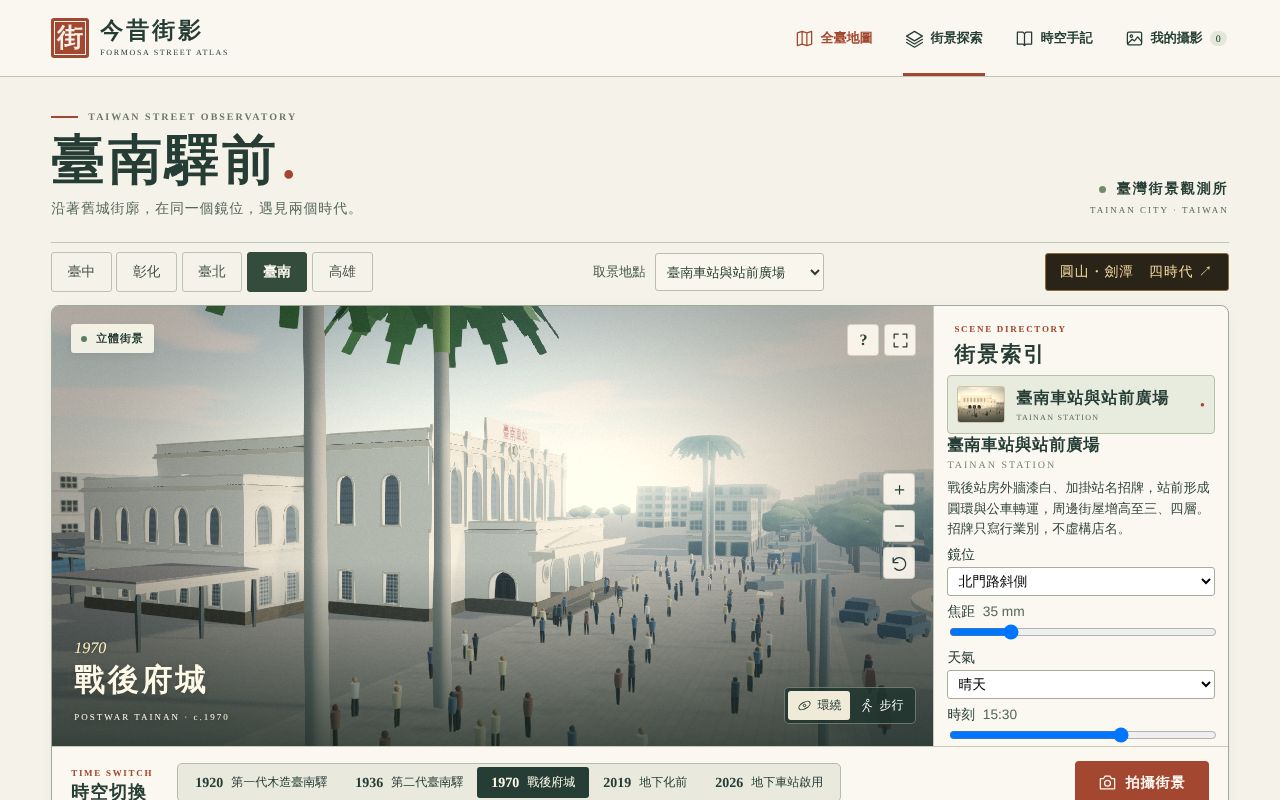 街
今昔街影
FORMOSA STREET ATLAS
全臺地圖
街景探索
時空手記
我的攝影 0
TAIWAN STREET OBSERVATORY
臺南驛前.
沿著舊城街廓，在同一個鏡位，遇見兩個時代。
臺灣街景觀測所
TAINAN CITY · TAIWAN
臺中
彰化
臺北
臺南
高雄
取景地點
臺南車站與站前廣場
圓山・劍潭 四時代 ↗
立體街景
?
臺南車站
+
−
1970
戰後府城
POSTWAR TAINAN · c.1970
環繞
步行
SCENE DIRECTORY
街景索引
臺南車站與站前廣場
TAINAN STATION
臺南車站與站前廣場
TAINAN STATION
戰後站房外牆漆白、加掛站名招牌，站前形成
圓環與公車轉運，周邊街屋增高至三、四層。
招牌只寫行業別，不虛構店名。
鏡位
北門路斜側
焦距 35 mm
天氣
晴天
時刻 15:30
TIME SWITCH
時空切換
1920 第一代木造臺南驛
1936 第二代臺南驛
1970 戰後府城
2019 地下化前
2026 地下車站啟用
拍攝街景